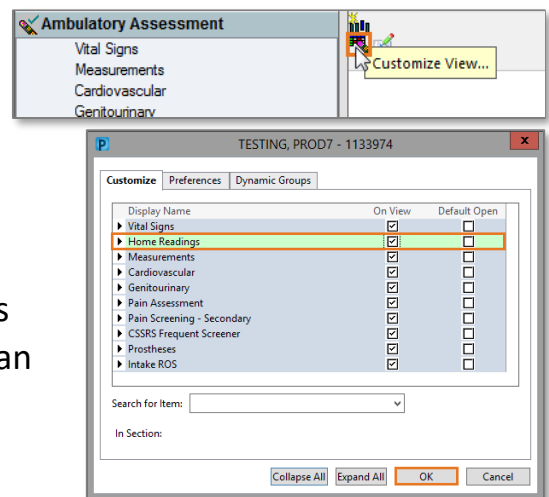 Ambulatory Assessment
Vital Signs
Measurements
Cardiovascular
Genitourinary
Customize View...
TESTING, PROD7 - 1133974
x
Customize Preferences Dynamic Groups
Display Name On View Default Open
Vital Signs
Home Readings
Measurements
Cardiovascular
Genitourinary
Pain Assessment
Pain Screening - Secondary
CSSRS Frequent Screener
Prostheses
Intake ROS
Search for Item:
In Section:
Collapse All Expand All OK Cancel
s
an